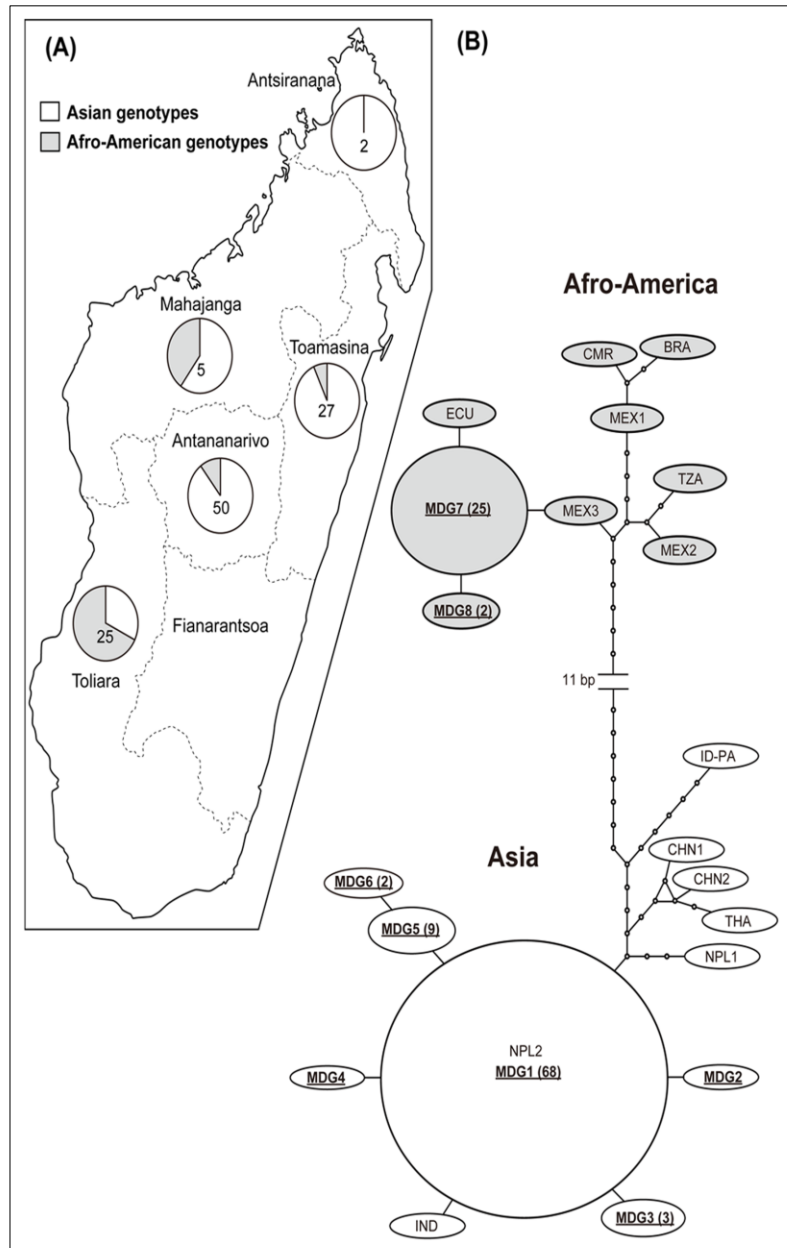 (A)
Antsiranana
Asian genotypes
Afro-American genotypes
2
Mahajanga
5
Toamasina
27
Antananarivo
50
25
Fianarantsoa
Toliara
(B)
Afro-America
CMR
BRA
ECU
MEX1
MDG7 (25)
MEX3
TZA
MEX2
MDG8 (2)
11 bp
ID-PA
Asia
CHN1
CHN2
MDG6 (2)
THA
MDG5 (9)
NPL1
NPL2
MDG1 (68)
MDG4
MDG2
IND
MDG3 (3)